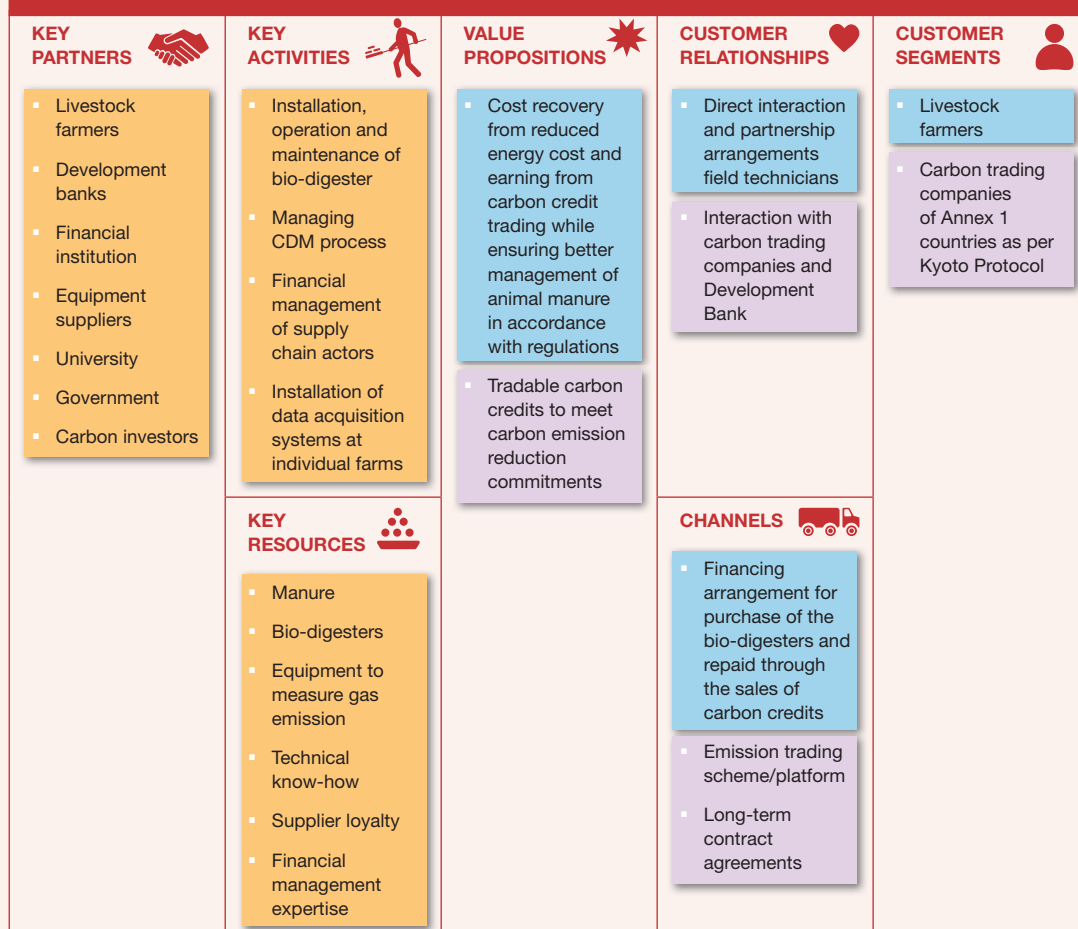 KEY
PARTNERS
Livestock
farmers
Development
banks
Financial
institution
Equipment
suppliers
University
Government
Carbon investors
KEY
ACTIVITIES
Installation,
operation and
maintenance of
bio-digester
Managing
CDM process
Financial
management
of supply
chain actors
Installation of
data acquisition
systems at
individual farms
KEY
RESOURCES
Manure
Bio-digesters
Equipment to
measure gas
emission
Technical
know-how
Supplier loyalty
Financial
management
expertise
VALUE
PROPOSITIONS
Cost recovery
from reduced
energy cost and
earning from
carbon credit
trading while
ensuring better
management of
animal manure
in accordance
with regulations
Tradable carbon
credits to meet
carbon emission
reduction
commitments
CUSTOMER
RELATIONSHIPS
Direct interaction
and partnership
arrangements
field technicians
Interaction with
carbon trading
companies and
Development
Bank
CHANNELS
Financing
arrangement for
purchase of the
bio-digesters and
repaid through
the sales of
carbon credits
Emission trading
scheme/platform
Long-term
contract
agreements
CUSTOMER
SEGMENTS
Livestock
farmers
Carbon trading
companies
of Annex 1
countries as per
Kyoto Protocol